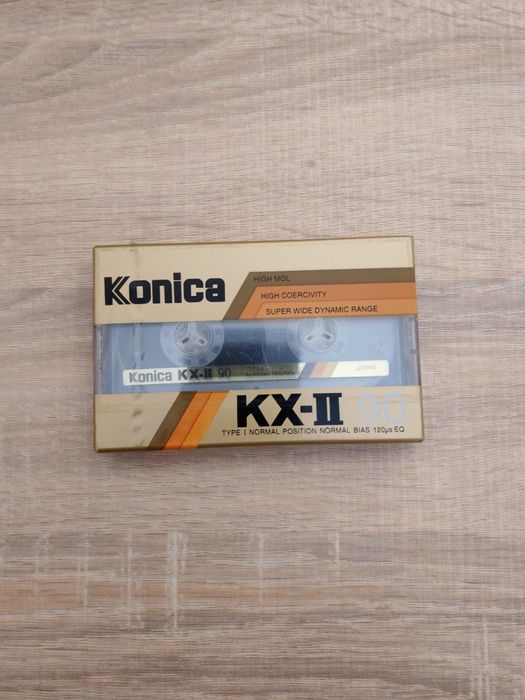 Konica
HIGH MOL
HIGH COERCIVITY
SUPER WIDE DYNAMIC RANGE
Konica KX-II 90
JAPAN
KX-II 90
TYPE I NORMAL POSITION NORMAL BIAS 120µs EQ